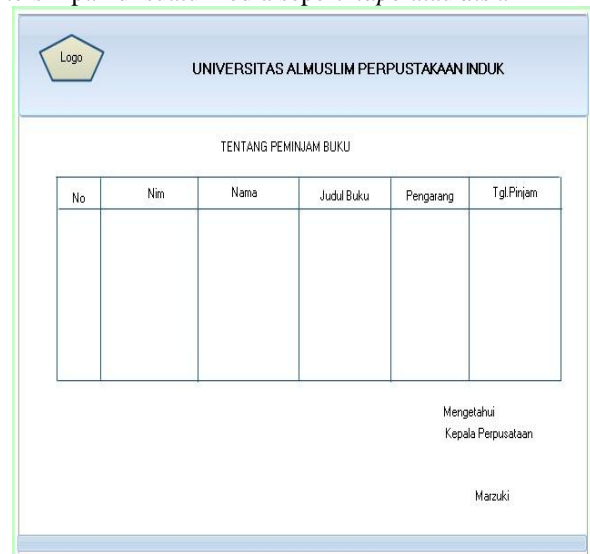 Logo
UNIVERSITAS ALMUSLIM PERPUSTAKAAN INDUK
TENTANG PEMINJAM BUKU
No Nim Nama Judul Buku Pengarang Tgl.Pinjam
Mengetahui
Kepala Perpusataan
Marzuki